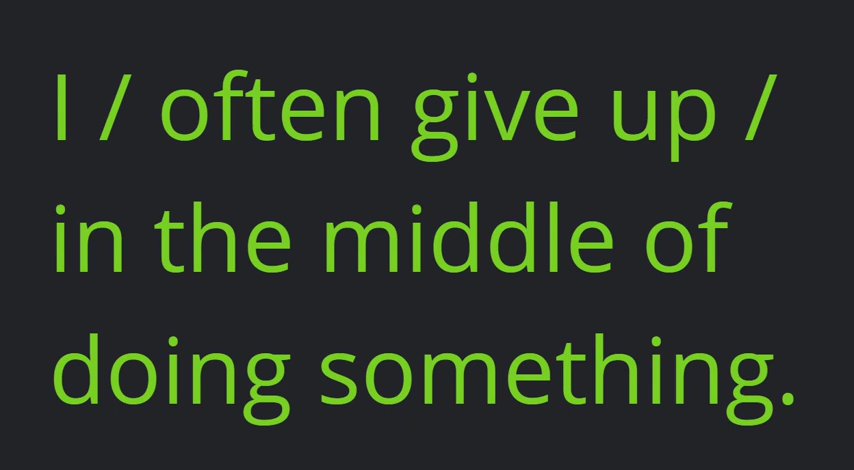 I / often give up /
in the middle of
doing something.